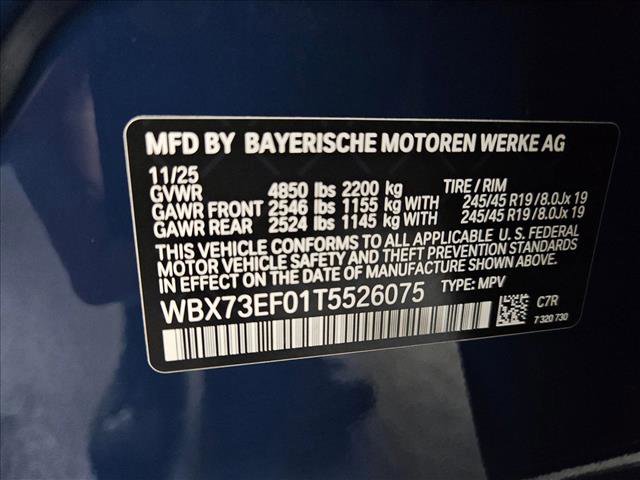 MFD BY BAYERISCHE MOTOREN WERKE AG
11/25
GVWR 4850 lbs 2200 kg TIRE / RIM
GAWR FRONT 2546 lbs 1155 kg WITH 245/45 R19/8.0Jx 19
GAWR REAR 2524 lbs 1145 kg WITH 245/45 R19/8.0Jx 19
THIS VEHICLE CONFORMS TO ALL APPLICABLE U.S. FEDERAL
MOTOR VEHICLE SAFETY AND THEFT PREVENTION STANDARDS
IN EFFECT ON THE DATE OF MANUFACTURE SHOWN ABOVE.
WBX73EF01T5526075 TYPE: MPV
C7R
7 320 730